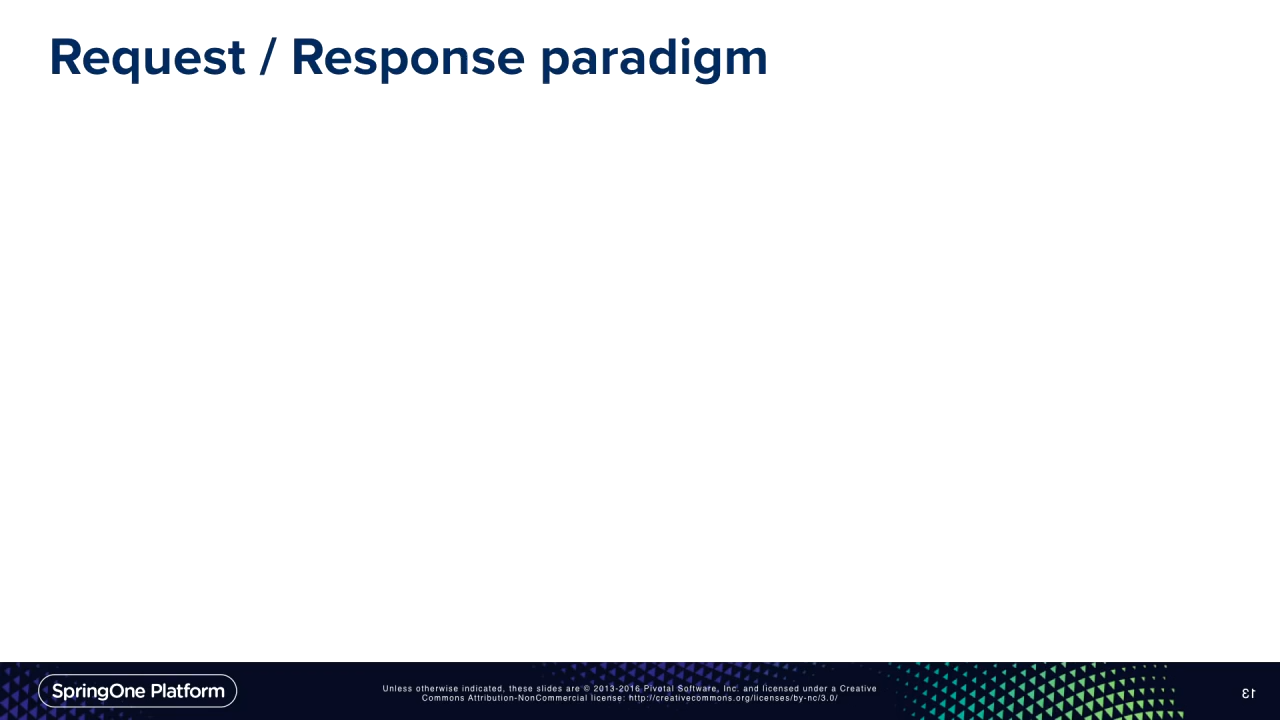 Request / Response paradigm
SpringOne Platform
Unless otherwise indicated, these slides are © 2013-2016 Pivotal Software, Inc. and licensed under a Creative
Commons Attribution-NonCommercial license: http://creativecommons.org/licenses/by-nc/3.0/
13